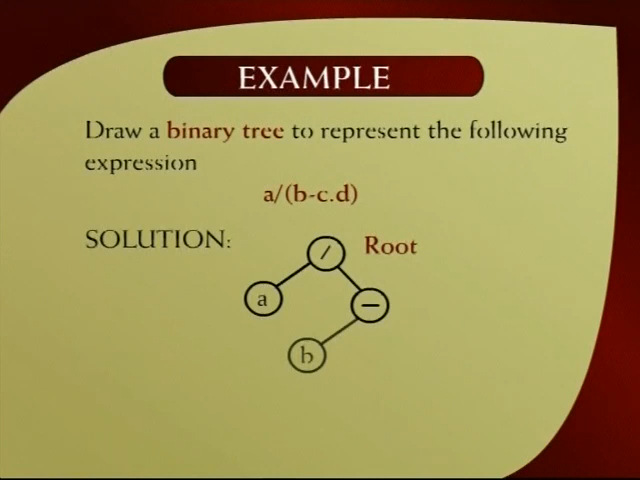 EXAMPLE
Draw a binary tree to represent the following
expression
a/(b-c.d)
SOLUTION:
/ Root
a −
b